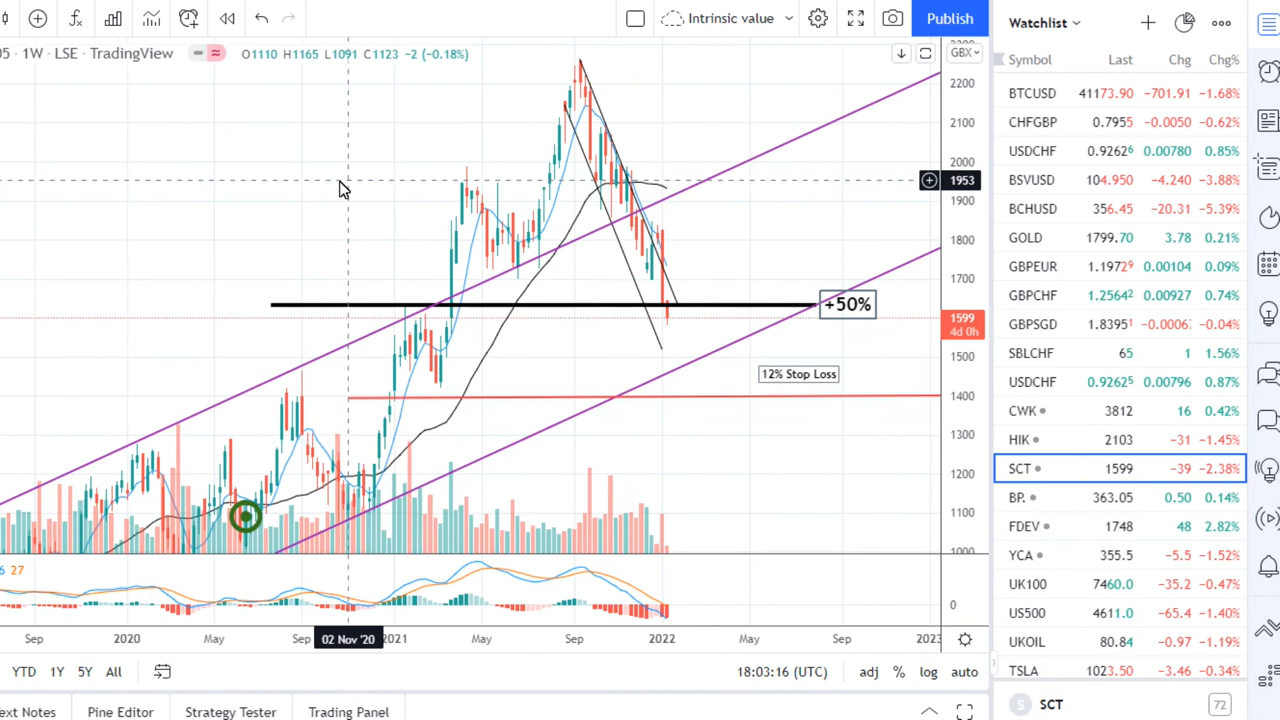 Intrinsic value
Publish
05 · 1W · LSE · TradingView
O1110 H1165 L1091 C1123 −2 (−0.18%)
GBX
2300
2200
2100
2000
1953
1900
1800
1700
1599
4d 0h
1500
1400
1300
1200
1100
1000
+50%
12% Stop Loss
6 27
0
Sep 2020 May Sep 02 Nov '20 2021 May Sep 2022 May Sep 2023
YTD 1Y 5Y All
18:03:16 (UTC) adj % log auto
ext Notes Pine Editor Strategy Tester Trading Panel
Watchlist
Symbol Last Chg Chg%
BTCUSD 41173.90 −701.91 −1.68%
CHFGBP 0.7955 −0.0050 −0.62%
USDCHF 0.92626 0.00780 0.85%
BSVUSD 104.950 −4.240 −3.88%
BCHUSD 356.45 −20.31 −5.39%
GOLD 1799.70 3.78 0.21%
GBPEUR 1.19729 0.00104 0.09%
GBPCHF 1.25642 0.00927 0.74%
GBPSGD 1.83951 −0.0006 −0.04%
SBLCHF 65 1 1.56%
USDCHF 0.92625 0.00796 0.87%
CWK 3812 16 0.42%
HIK 2103 −31 −1.45%
SCT 1599 −39 −2.38%
BP. 363.05 0.50 0.14%
FDEV 1748 48 2.82%
YCA 355.5 −5.5 −1.52%
UK100 7460.0 −35.2 −0.47%
US500 4611.0 −65.4 −1.40%
UKOIL 80.84 −0.97 −1.19%
TSLA 1023.50 −3.46 −0.34%
S SCT 72